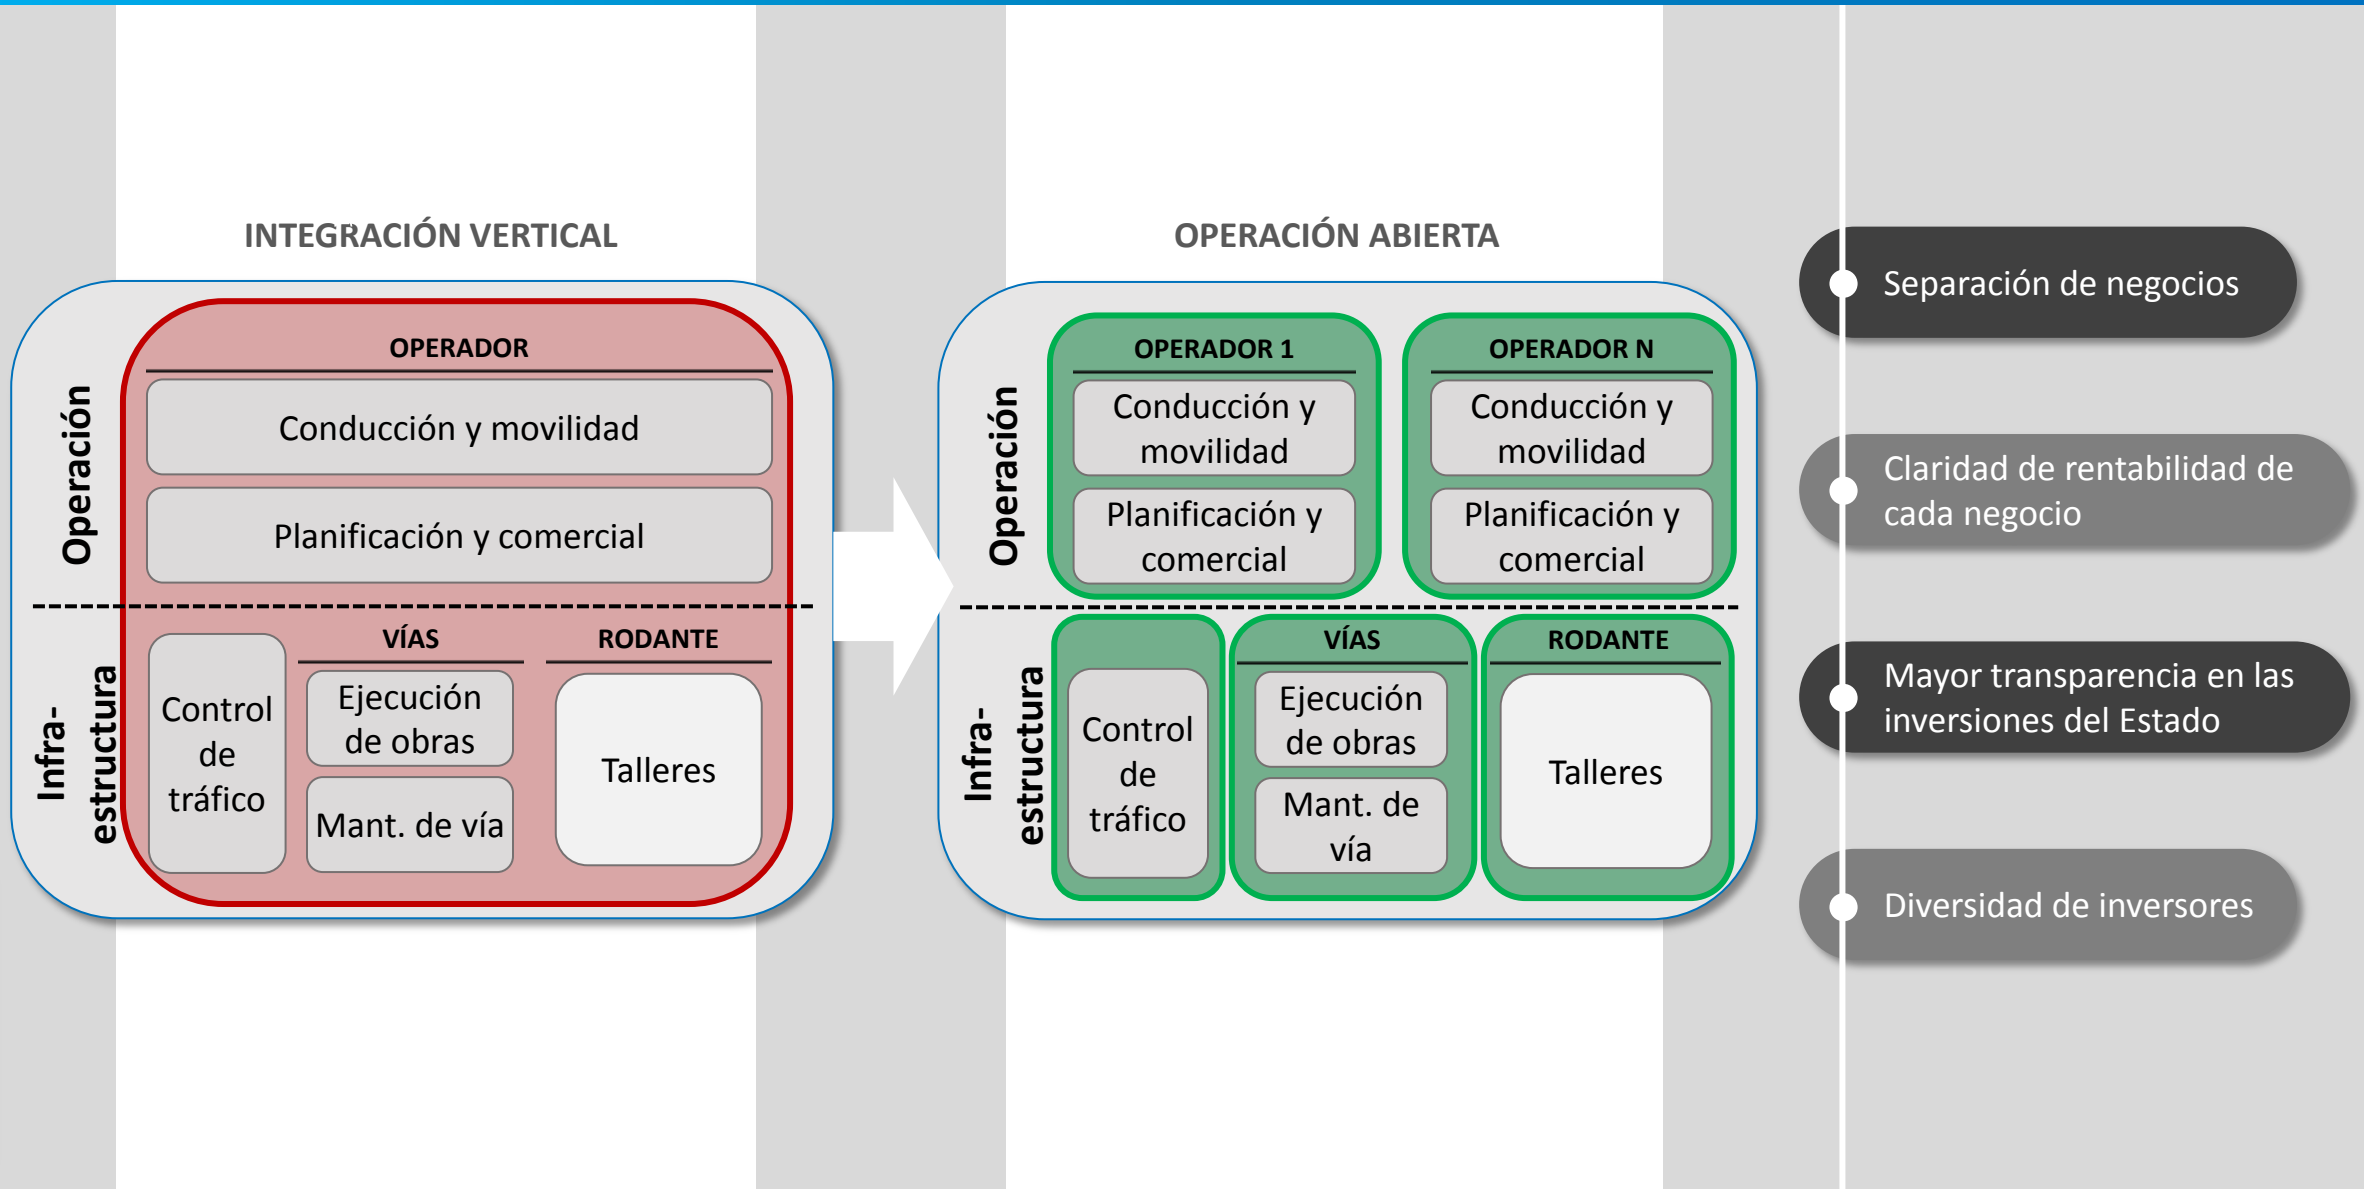 INTEGRACIÓN VERTICAL
Operación
OPERADOR
Conducción y movilidad
Planificación y comercial
Infra-
estructura
Control
de
tráfico
VÍAS
Ejecución
de obras
Mant. de vía
RODANTE
Talleres
OPERACIÓN ABIERTA
Operación
OPERADOR 1
Conducción y
movilidad
Planificación y
comercial
OPERADOR N
Conducción y
movilidad
Planificación y
comercial
Infra-
estructura
Control
de
tráfico
VÍAS
Ejecución
de obras
Mant. de
vía
RODANTE
Talleres
Separación de negocios
Claridad de rentabilidad de
cada negocio
Mayor transparencia en las
inversiones del Estado
Diversidad de inversores